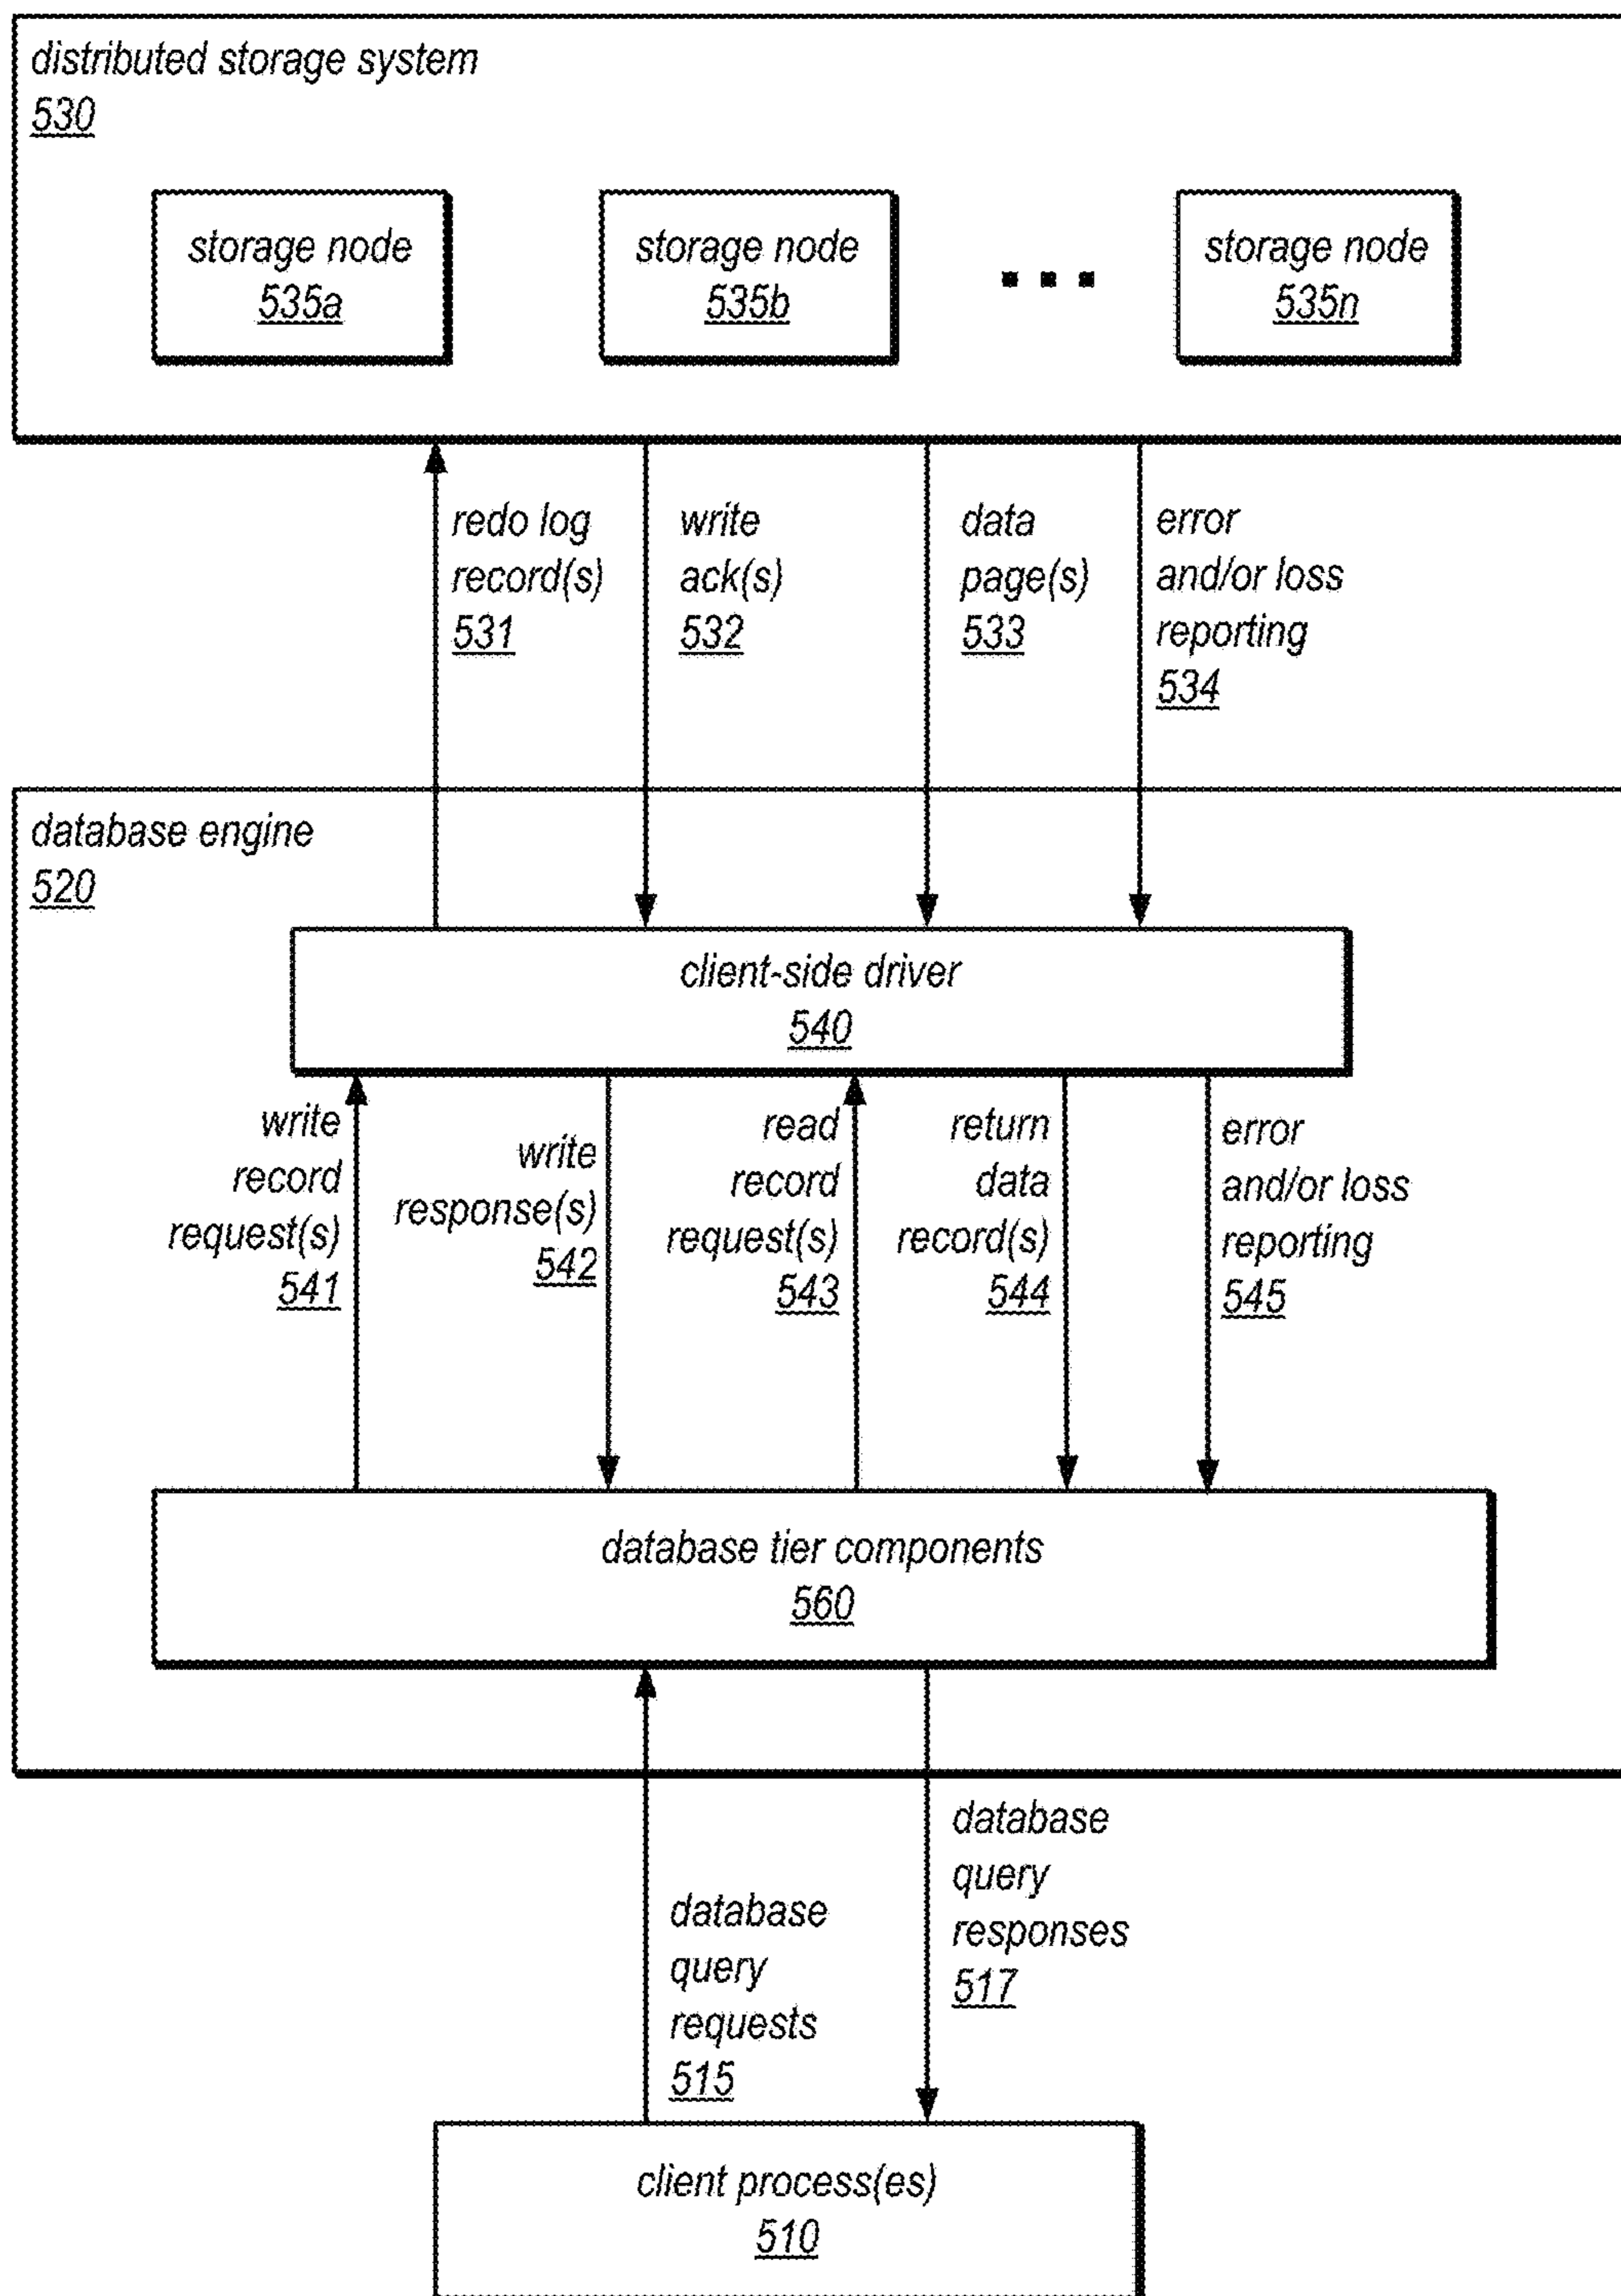 distributed storage system
530
storage node
535a
storage node
535b
storage node
535n
redo log
record(s)
531
write
ack(s)
532
data
page(s)
533
error
and/or loss
reporting
534
database engine
520
client-side driver
540
write
record
request(s)
541
write
response(s)
542
read
record
request(s)
543
return
data
record(s)
544
error
and/or loss
reporting
545
database tier components
560
database
query
requests
515
database
query
responses
517
client process(es)
510